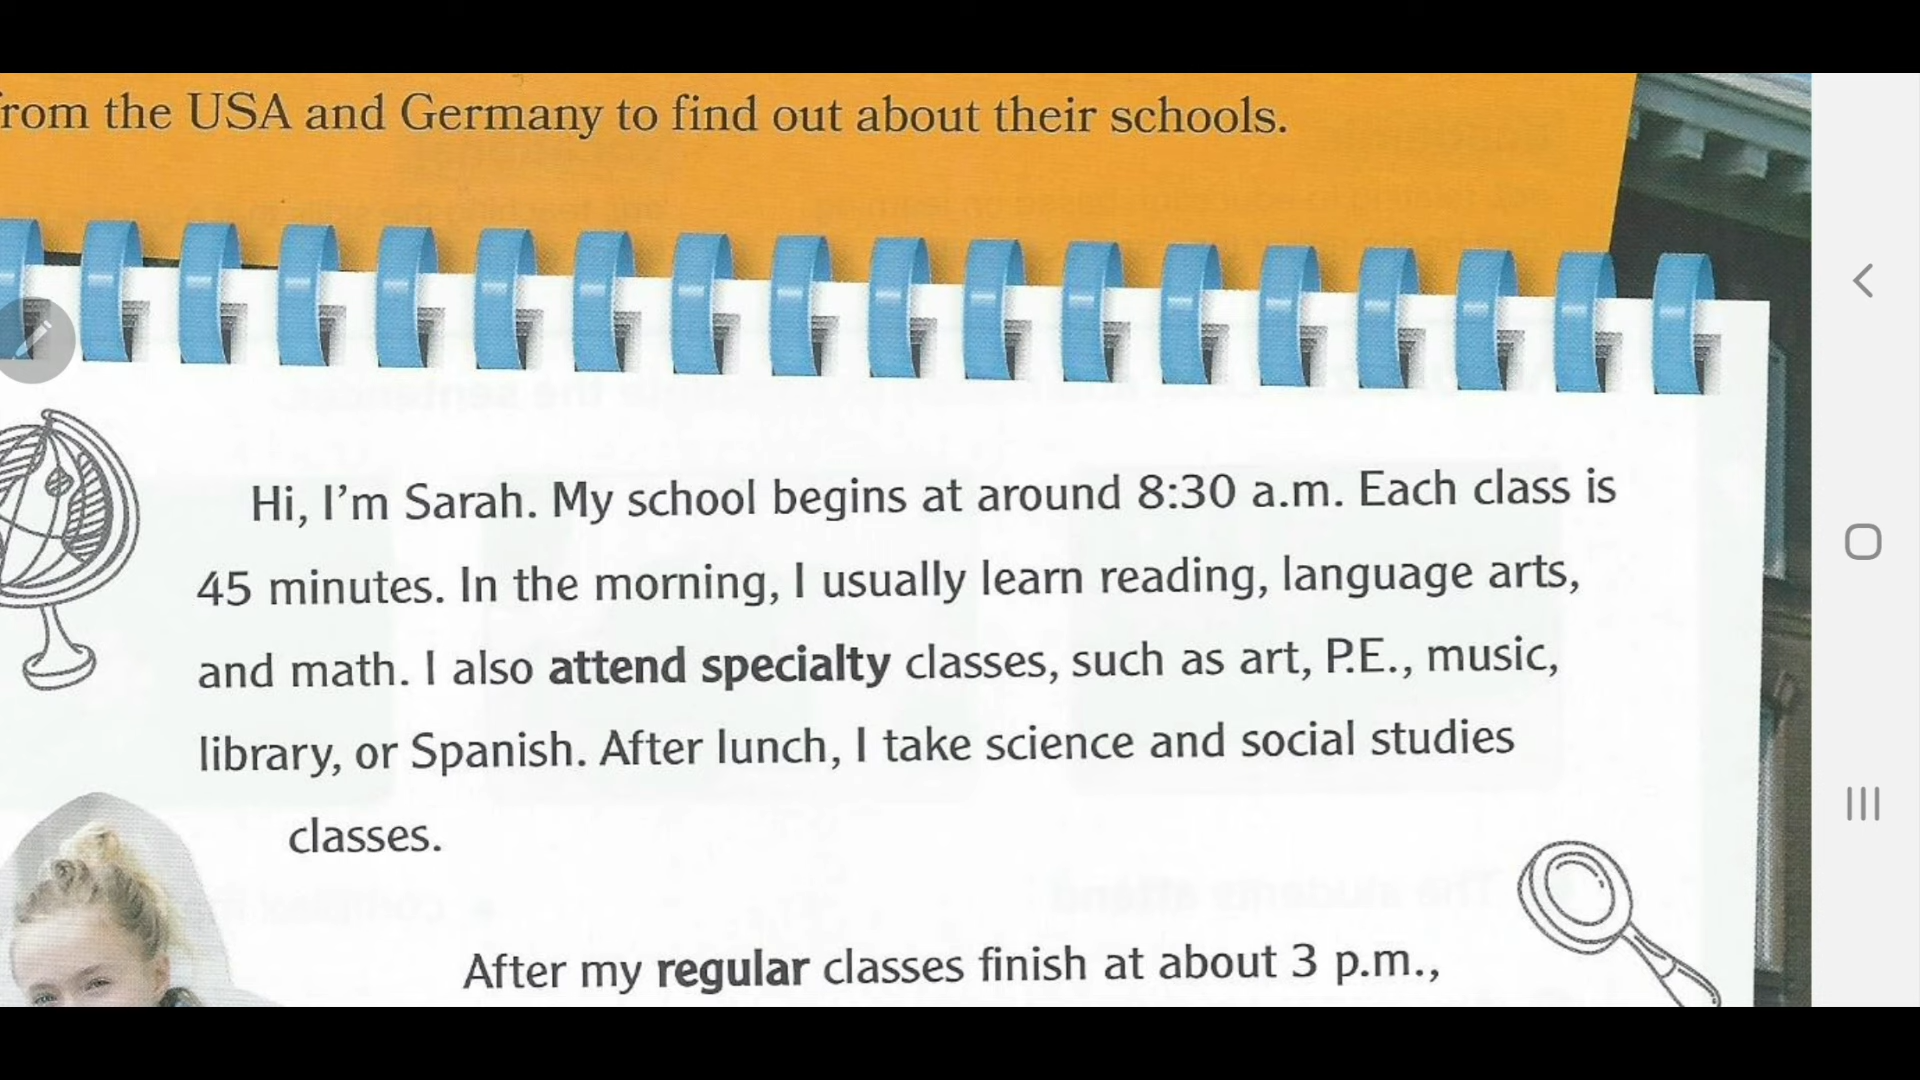 from the USA and Germany to find out about their schools.
Hi, I'm Sarah. My school begins at around 8:30 a.m. Each class is
45 minutes. In the morning, I usually learn reading, language arts,
and math. I also attend specialty classes, such as art, P.E., music,
library, or Spanish. After lunch, I take science and social studies
classes.
After my regular classes finish at about 3 p.m.,